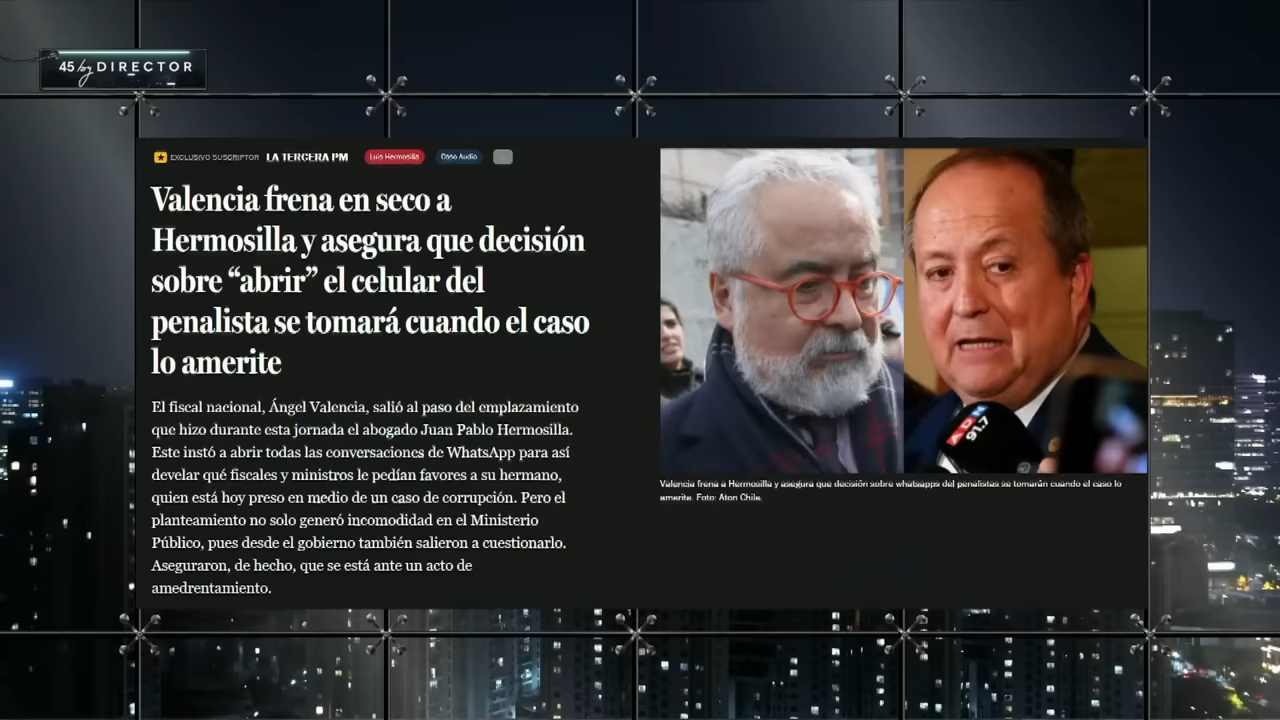 45 by DIRECTOR
EXCLUSIVO SUSCRIPTOR LA TERCERA PM Luis Hermosilla Caso Audio
Valencia frena en seco a
Hermosilla y asegura que decisión
sobre “abrir” el celular del
penalista se tomará cuando el caso
lo amerite
El fiscal nacional, Ángel Valencia, salió al paso del emplazamiento
que hizo durante esta jornada el abogado Juan Pablo Hermosilla.
Este instó a abrir todas las conversaciones de WhatsApp para así
develar qué fiscales y ministros le pedían favores a su hermano,
quien está hoy preso en medio de un caso de corrupción. Pero el
planteamiento no solo generó incomodidad en el Ministerio
Público, pues desde el gobierno también salieron a cuestionarlo.
Aseguraron, de hecho, que se está ante un acto de
amedrentamiento.
ADN
91.7
Valencia frena a Hermosilla y asegura que decisión sobre whatsapps del penalistas se tomarán cuando el caso lo
amerite. Foto: Aton Chile.